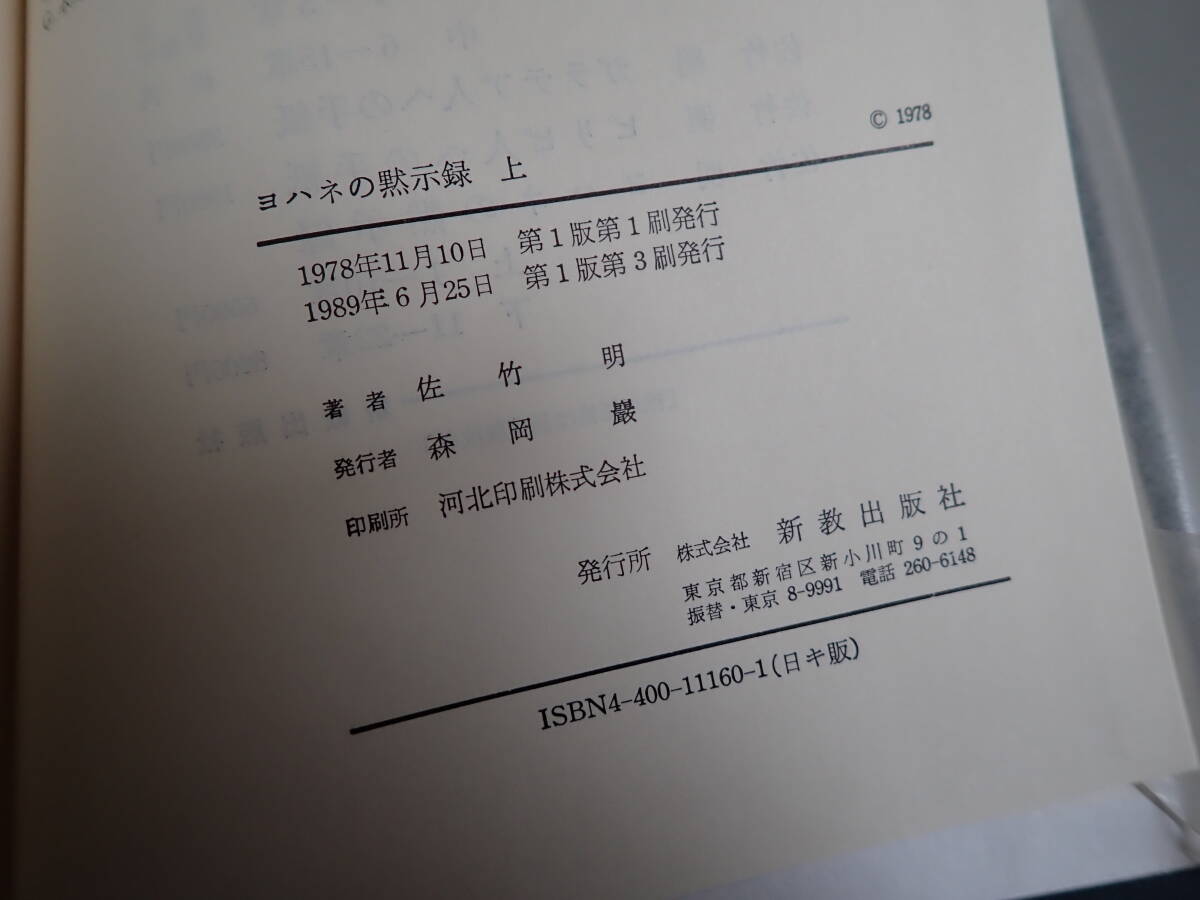 © 1978
ヨハネの黙示録 上
1978年11月10日 第1版第1刷発行
1989年6月25日 第1版第3刷発行
著者 佐竹明
発行者 森岡巖
印刷所 河北印刷株式会社
発行所 株式会社 新教出版社
東京都新宿区新小川町9の1
振替・東京 8-9991 電話 260-6148
ISBN4-400-11160-1(日キ販)